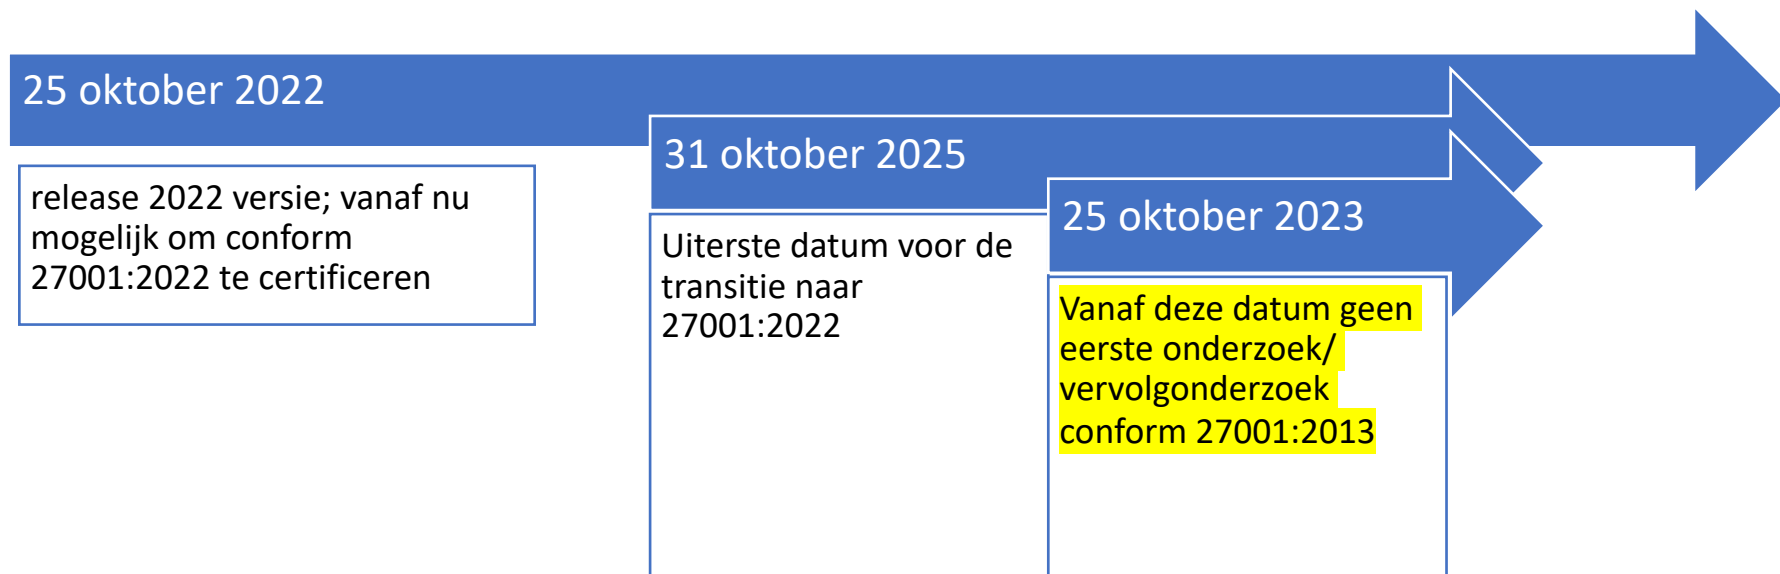 25 oktober 2022
release 2022 versie; vanaf nu
mogelijk om conform
27001:2022 te certificeren
31 oktober 2025
Uiterste datum voor de
transitie naar
27001:2022
25 oktober 2023
Vanaf deze datum geen
eerste onderzoek/
vervolgonderzoek
conform 27001:2013